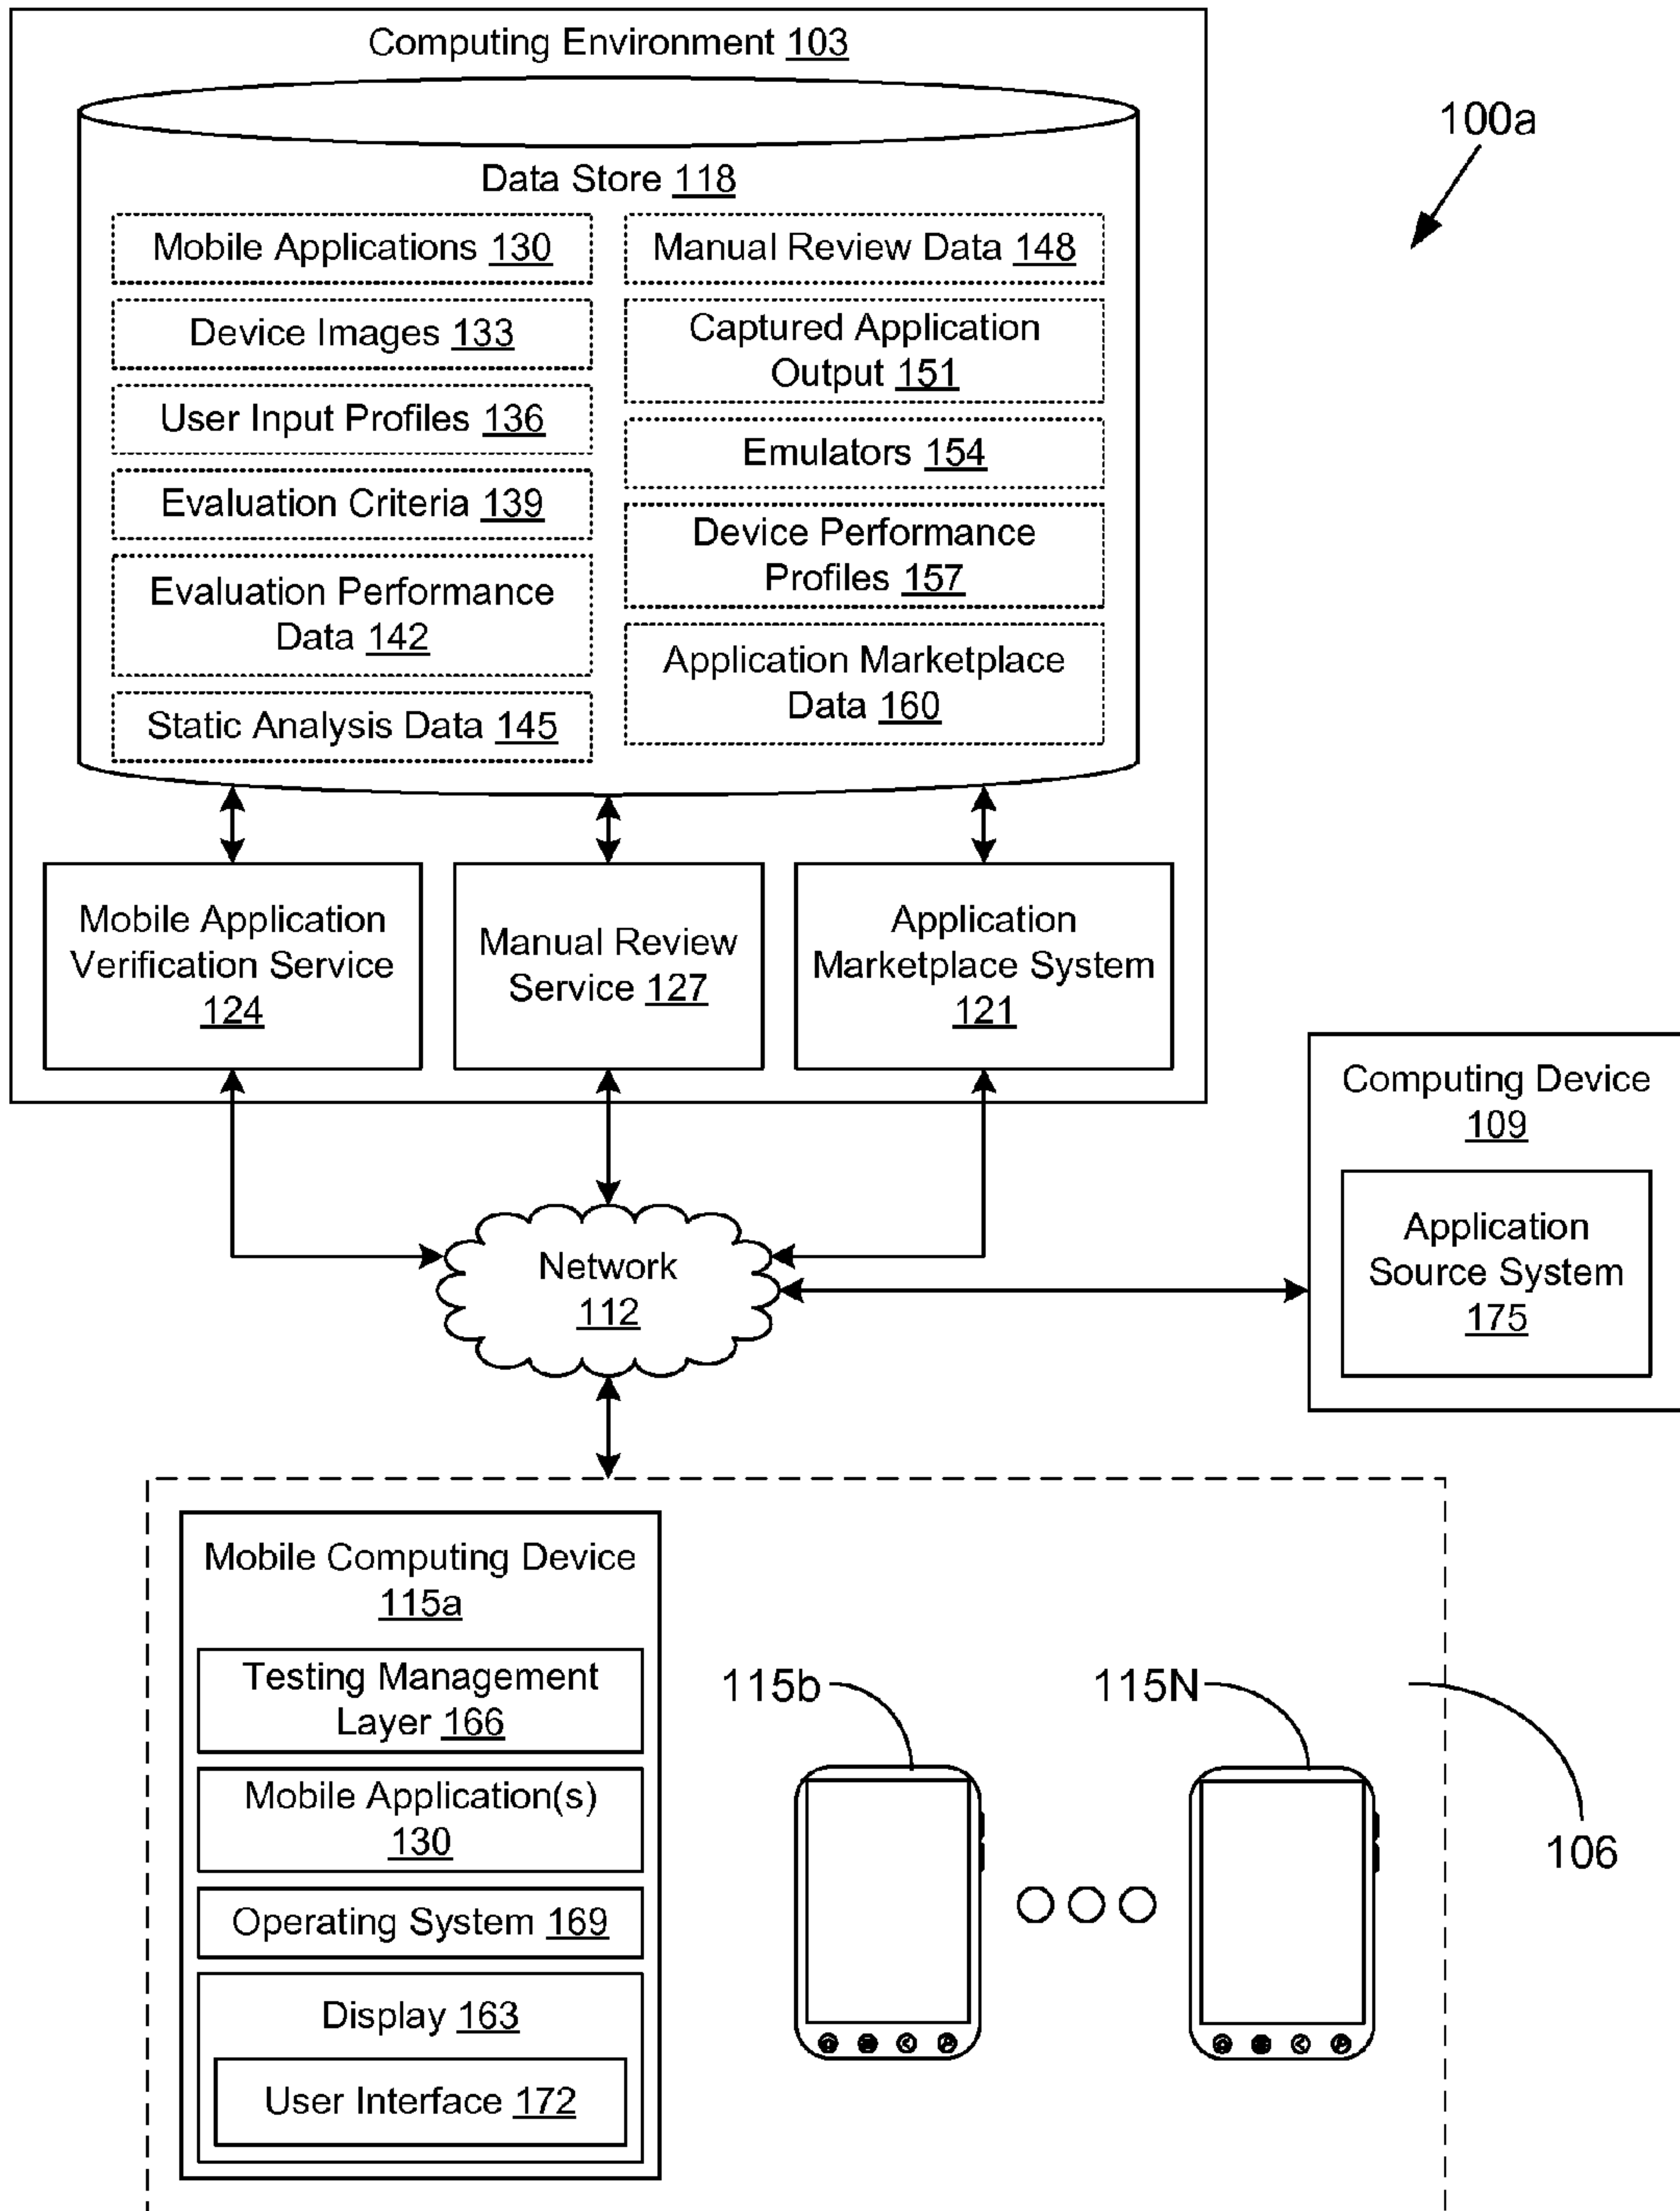 Computing Environment 103
100a
Data Store 118
Mobile Applications 130
Device Images 133
User Input Profiles 136
Evaluation Criteria 139
Evaluation Performance
Data 142
Static Analysis Data 145
Manual Review Data 148
Captured Application
Output 151
Emulators 154
Device Performance
Profiles 157
Application Marketplace
Data 160
Mobile Application
Verification Service
124
Manual Review
Service 127
Application
Marketplace System
121
Computing Device
109
Application
Source System
175
Network
112
Mobile Computing Device
115a
Testing Management
Layer 166
Mobile Application(s)
130
Operating System 169
Display 163
User Interface 172
115b
115N
106